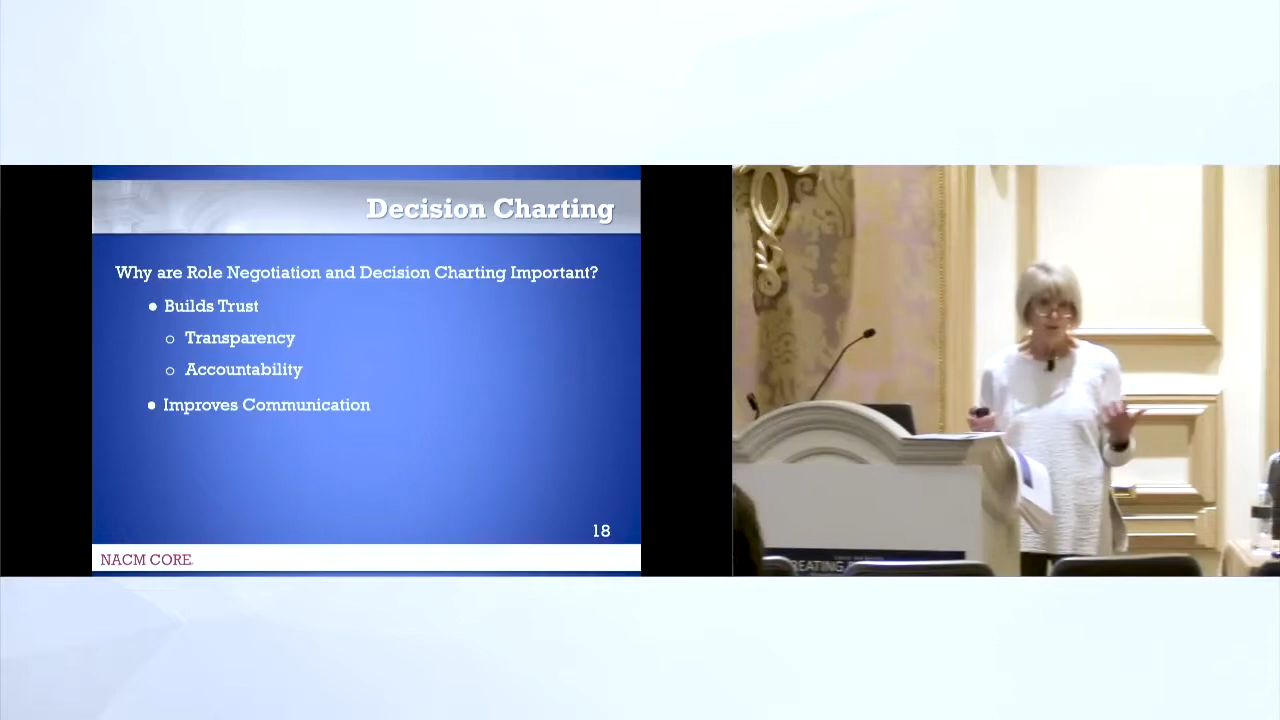 Decision Charting
Why are Role Negotiation and Decision Charting Important?
● Builds Trust
○ Transparency
○ Accountability
● Improves Communication
18
NACM CORE
REATING